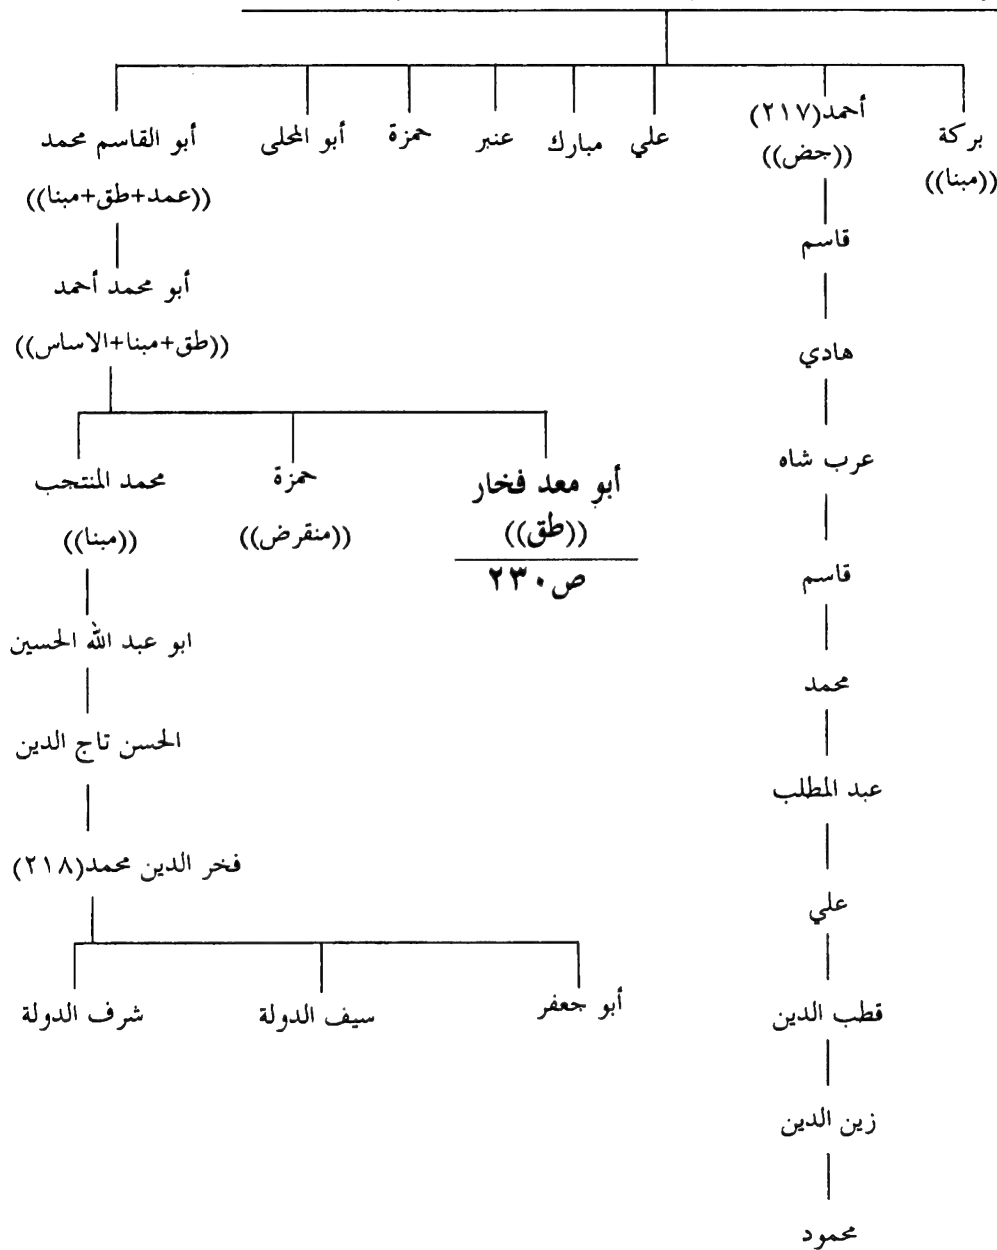 بركة
((مبنا))
أحمد(٢١٧)
((حض))
قاسم
هادي
عرب شاه
قاسم
محمد
عبد المطلب
علي
قطب الدين
زين الدين
محمود
علي
مبارك
عنبر
حمزة
أبو المحلى
أبو القاسم محمد
((عمد+طق+مبنا))
أبو محمد أحمد
((طق+مبنا+الاساس))
أبو معد فخار
((طق))
ص٢٣٠
حمزة
((منقرض))
محمد المنتجب
((مبنا))
ابو عبد الله الحسين
الحسن تاج الدين
فخر الدين محمد(٢١٨)
أبو جعفر
سيف الدولة
شرف الدولة